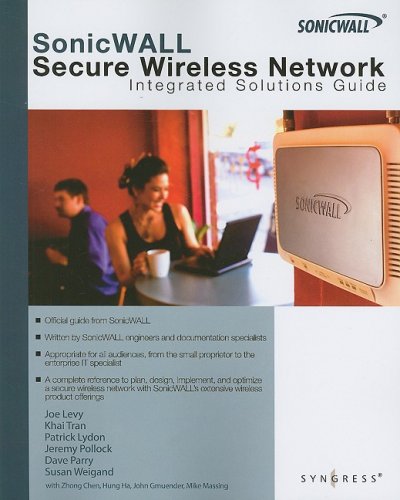 SONICWALL®
SonicWALL
Secure Wireless Network
Integrated Solutions Guide
SONICWALL
Official guide from SonicWALL
Written by SonicWALL engineers and documentation specialists
Appropriate for all audiences, from the small proprietor to the
enterprise IT specialist
A complete reference to plan, design, implement, and optimize
a secure wireless network with SonicWALL's extensive wireless
product offerings
Joe Levy
Khai Tran
Patrick Lydon
Jeremy Pollock
Dave Parry
Susan Weigand
with Zhong Chen, Hung Ha, John Gmuender, Mike Massing
SYNGRESS®